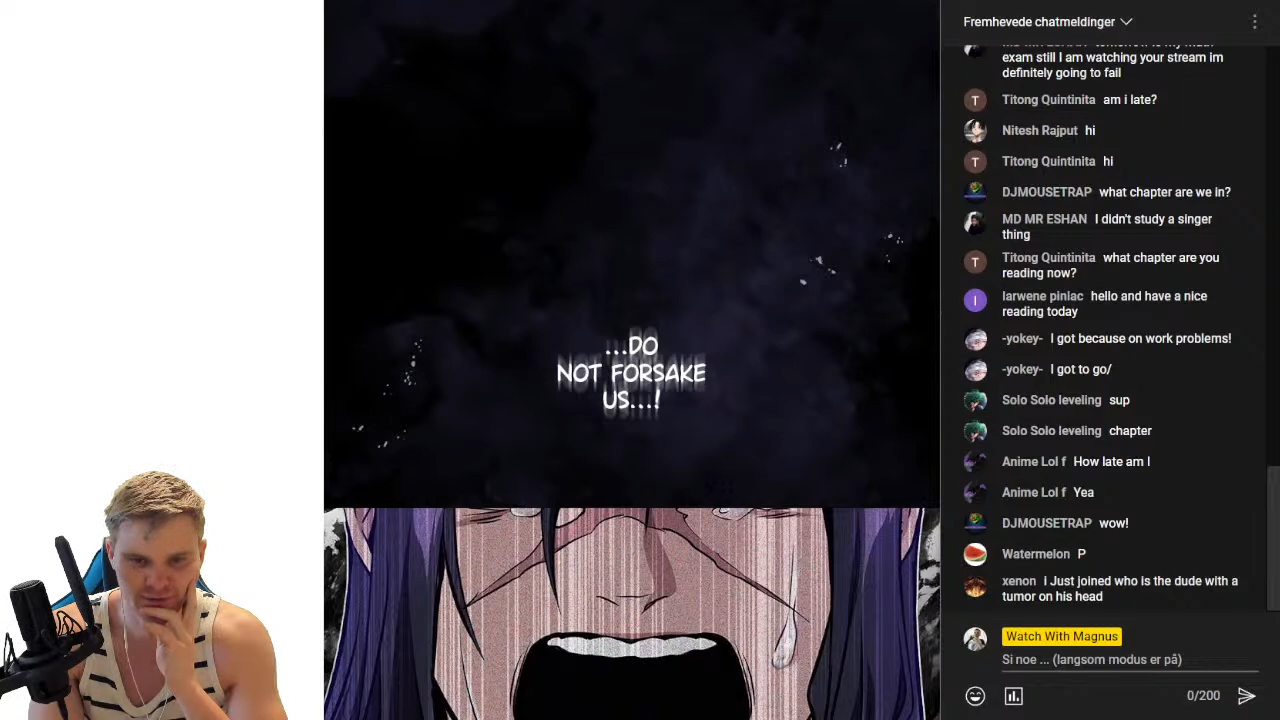 ...DO
NOT FORSAKE
US...!
Fremhevede chatmeldinger
exam still I am watching your stream im
definitely going to fail
T Titong Quintinita am i late?
Nitesh Rajput hi
T Titong Quintinita hi
DJMOUSETRAP what chapter are we in?
MD MR ESHAN I didn't study a singer
thing
T Titong Quintinita what chapter are you
reading now?
I Iarwene pinlac hello and have a nice
reading today
-yokey- I got because on work problems!
-yokey- I got to go/
Solo Solo leveling sup
Solo Solo leveling chapter
Anime Lol f How late am I
Anime Lol f Yea
DJMOUSETRAP wow!
Watermelon P
xenon i Just joined who is the dude with a
tumor on his head
Watch With Magnus
Si noe ... (langsom modus er på)
0/200